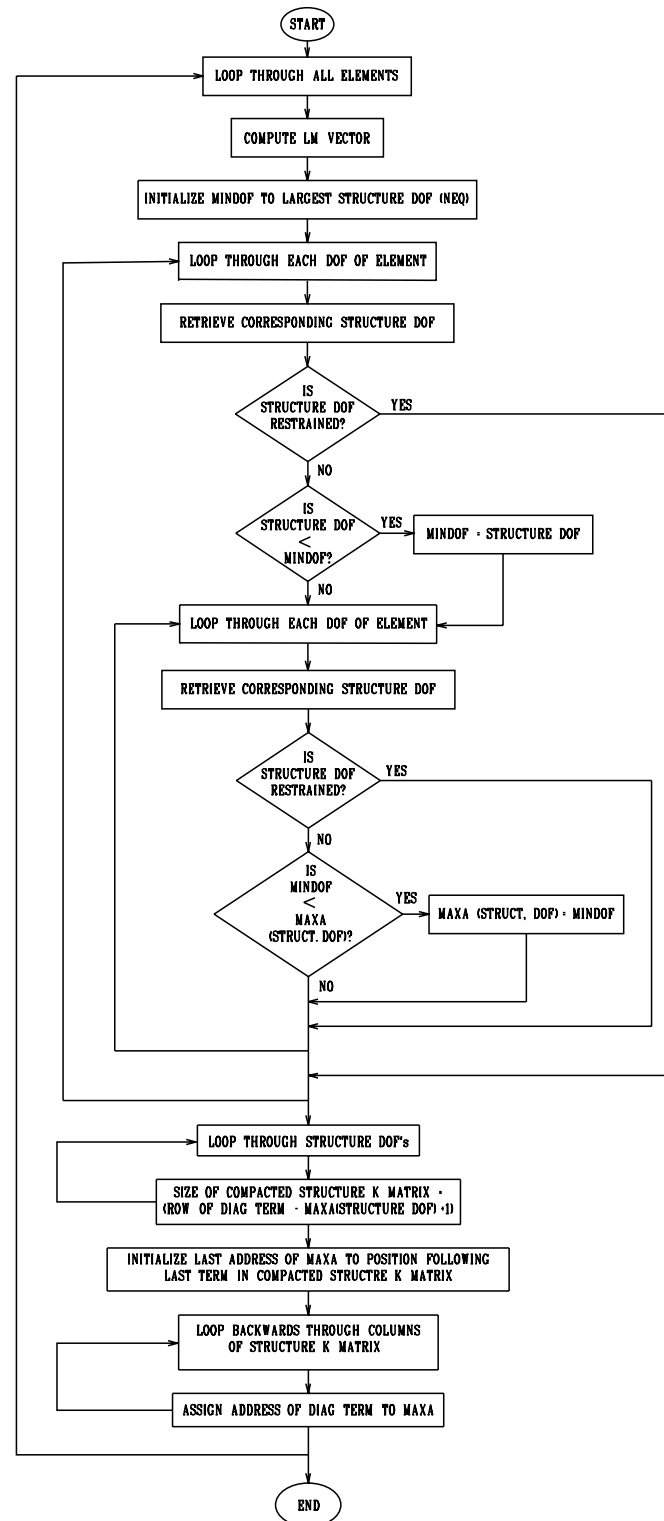 START
LOOP THROUGH ALL ELEMENTS
COMPUTE LM VECTOR
INITIALIZE MINDOF TO LARGEST STRUCTURE DOF (NEQ)
LOOP THROUGH EACH DOF OF ELEMENT
RETRIEVE CORRESPONDING STRUCTURE DOF
IS
STRUCTURE DOF
RESTRAINED?
YES
NO
IS
STRUCTURE DOF
<
MINDOF?
YES
MINDOF = STRUCTURE DOF
NO
LOOP THROUGH EACH DOF OF ELEMENT
RETRIEVE CORRESPONDING STRUCTURE DOF
IS
STRUCTURE DOF
RESTRAINED?
YES
NO
IS
MINDOF
<
MAXA
(STRUCT. DOF)?
YES
MAXA (STRUCT. DOF) = MINDOF
NO
LOOP THROUGH STRUCTURE DOF's
SIZE OF COMPACTED STRUCTURE K MATRIX =
(ROW OF DIAG TERM - MAXA(STRUCTURE DOF) +1)
INITIALIZE LAST ADDRESS OF MAXA TO POSITION FOLLOWING
LAST TERM IN COMPACTED STRUCTRE K MATRIX
LOOP BACKWARDS THROUGH COLUMNS
OF STRUCTURE K MATRIX
ASSIGN ADDRESS OF DIAG TERM TO MAXA
END